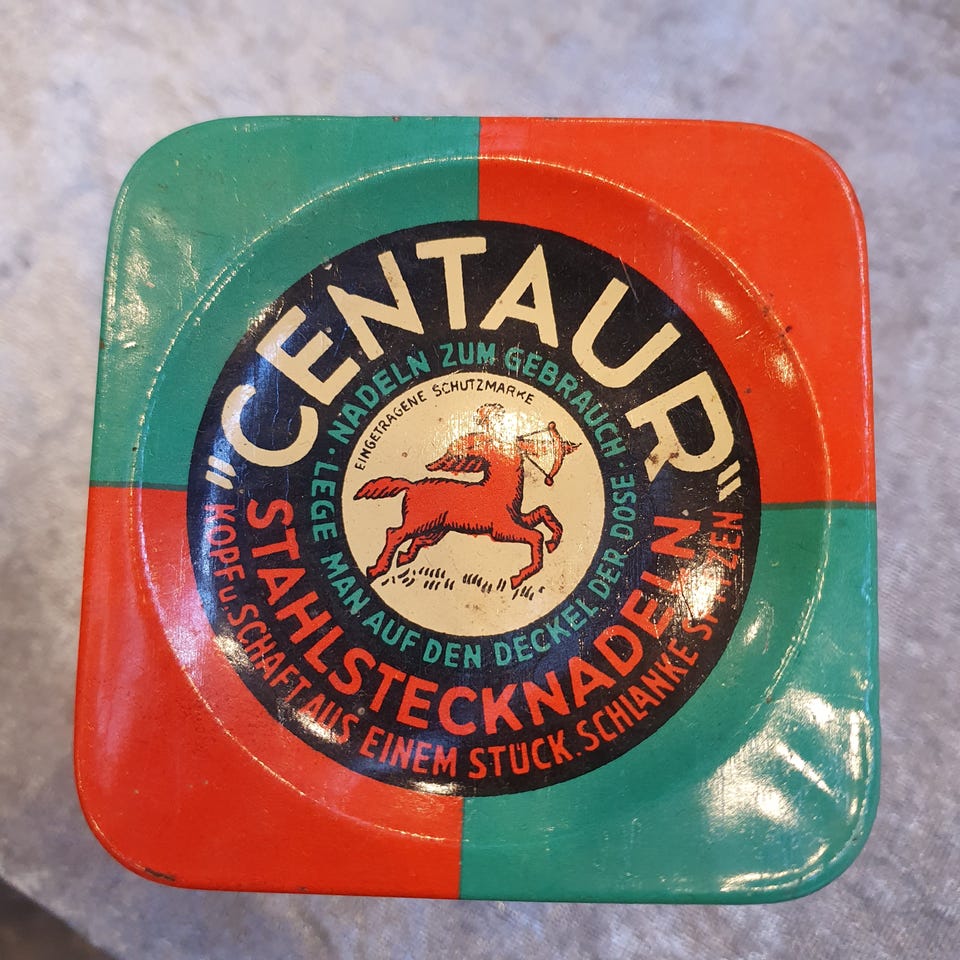 „CENTAUR"
NADELN ZUM GEBRAUCH · LEGE MAN AUF DEN DECKEL DER DOSE ·
EINGETRAGENE SCHUTZMARKE
STAHLSTECKNADELN
KOPF u. SCHAFT AUS EINEM STÜCK. SCHLANKE SPITZEN